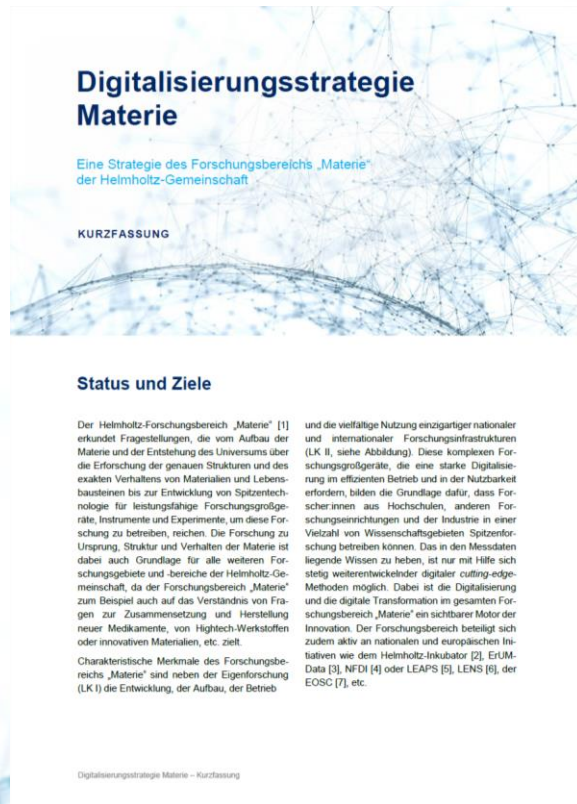 Digitalisierungsstrategie
Materie
Eine Strategie des Forschungsbereichs „Materie“
der Helmholtz-Gemeinschaft
KURZFASSUNG
Status und Ziele
Der Helmholtz-Forschungsbereich „Materie“ [1]
erkundet Fragestellungen, die vom Aufbau der
Materie und der Entstehung des Universums über
die Erforschung der genauen Strukturen und des
exakten Verhaltens von Materialien und Lebens-
bausteinen bis zur Entwicklung von Spitzentech-
nologie für leistungsfähige Forschungsgroßge-
räte, Instrumente und Experimente, um diese For-
schung zu betreiben, reichen. Die Forschung zu
Ursprung, Struktur und Verhalten der Materie ist
dabei auch Grundlage für alle weiteren For-
schungsgebiete und -bereiche der Helmholtz-Ge-
meinschaft, da der Forschungsbereich „Materie“
zum Beispiel auch auf das Verständnis von Fra-
gen zur Zusammensetzung und Herstellung
neuer Medikamente, von Hightech-Werkstoffen
oder innovativen Materialien, etc. zielt.
Charakteristische Merkmale des Forschungsbe-
reichs „Materie“ sind neben der Eigenforschung
(LK I) die Entwicklung, der Aufbau, der Betrieb
und die vielfältige Nutzung einzigartiger nationaler
und internationaler Forschungsinfrastrukturen
(LK II, siehe Abbildung). Diese komplexen For-
schungsgroßgeräte, die eine starke Digitalisie-
rung im effizienten Betrieb und in der Nutzbarkeit
erfordern, bilden die Grundlage dafür, dass For-
scher:innen aus Hochschulen, anderen For-
schungseinrichtungen und der Industrie in einer
Vielzahl von Wissenschaftsgebieten Spitzenfor-
schung betreiben können. Das in den Messdaten
liegende Wissen zu heben, ist nur mit Hilfe sich
stetig weiterentwickelnder digitaler cutting-edge-
Methoden möglich. Dabei ist die Digitalisierung
und die digitale Transformation im gesamten For-
schungsbereich „Materie“ ein sichtbarer Motor der
Innovation. Der Forschungsbereich beteiligt sich
zudem aktiv an nationalen und europäischen Ini-
tiativen wie dem Helmholtz-Inkubator [2], ErUM-
Data [3], NFDI [4] oder LEAPS [5], LENS [6], der
EOSC [7], etc.
Digitalisierungsstrategie Materie – Kurzfassung